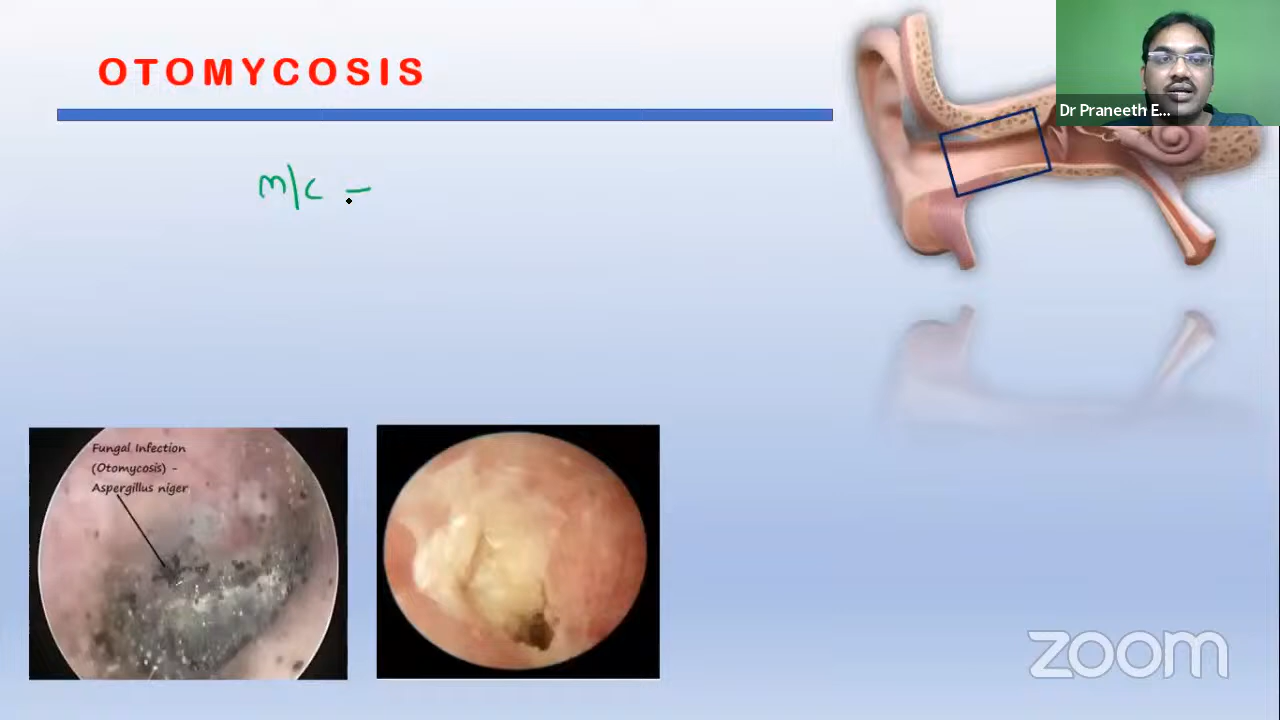 OTOMYCOSIS
Dr Praneeth E...
m/c –
Fungal Infection
(Otomycosis) -
Aspergillus niger
zoom